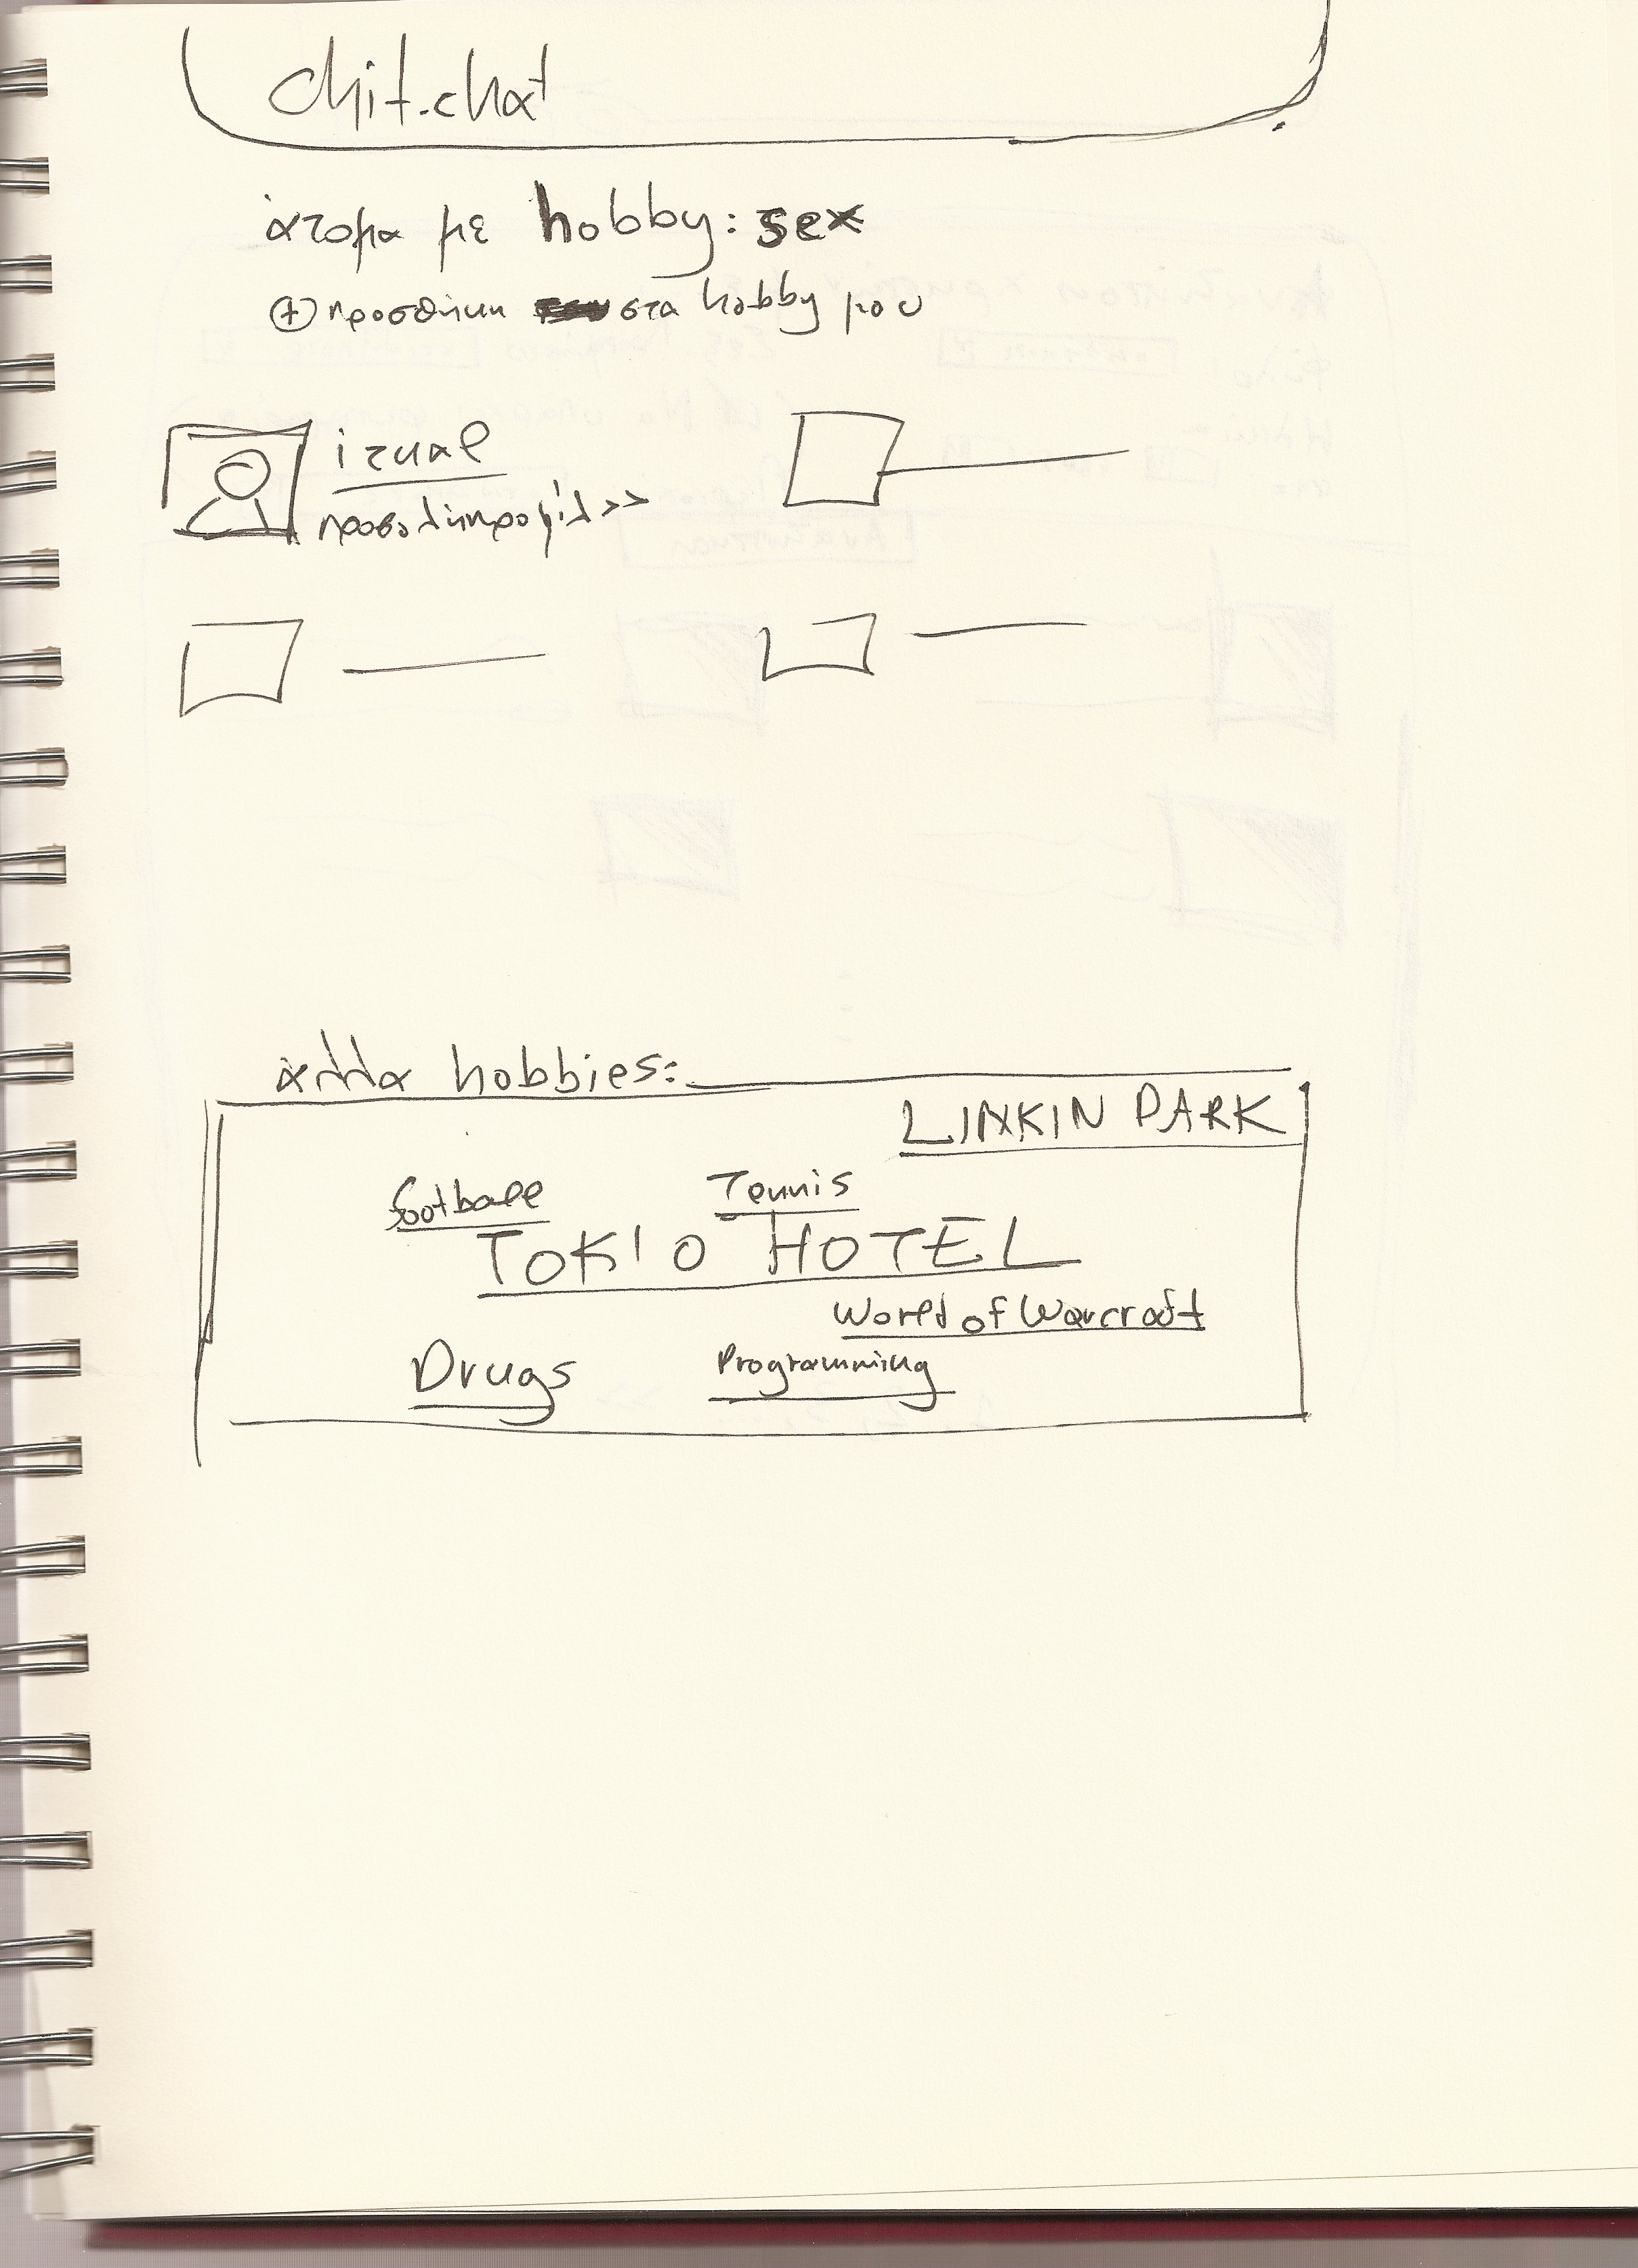 chit.chat
άτομα με hobby: sex
+ προσθήκη στα hobby μου
izual
προβολή προφίλ >>
άλλα hobbies:
LINKIN PARK
football Tennis
TOKIO HOTEL
World of Warcraft
Drugs Programming